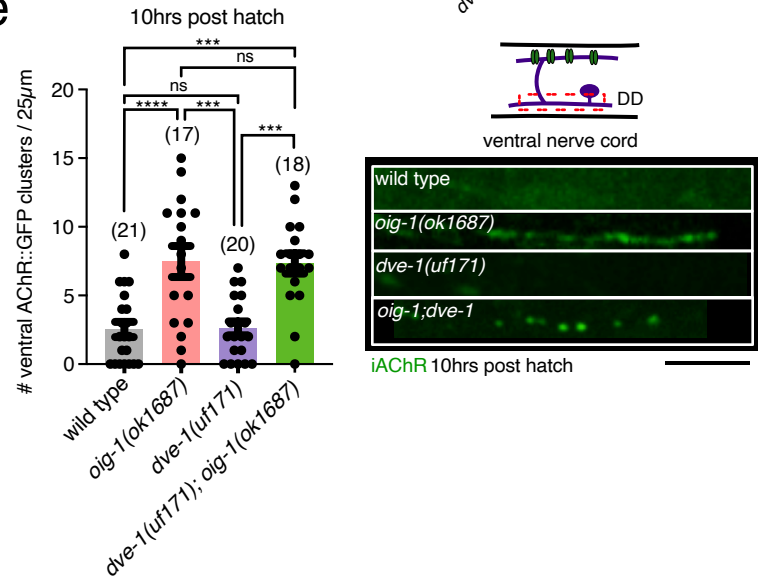 e
dv
10hrs post hatch
***
ns
ns
**** ***
***
(17)
(18)
(21)
(20)
# ventral AChR::GFP clusters / 25µm
20
15
10
5
0
wild type
oig-1(ok1687)
dve-1(uf171)
dve-1(uf171); oig-1(ok1687)
DD
ventral nerve cord
wild type
oig-1(ok1687)
dve-1(uf171)
oig-1;dve-1
iAChR 10hrs post hatch